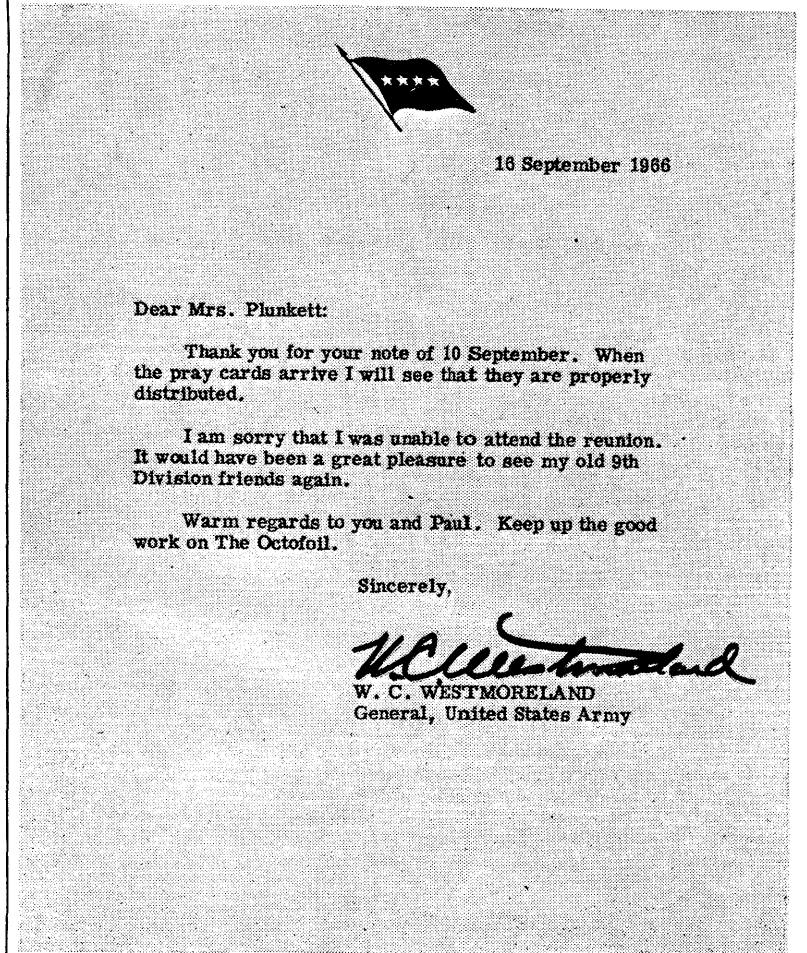 16 September 1966
Dear Mrs. Plunkett:
Thank you for your note of 10 September. When
the pray cards arrive I will see that they are properly
distributed.
I am sorry that I was unable to attend the reunion.
It would have been a great pleasure to see my old 9th
Division friends again.
Warm regards to you and Paul. Keep up the good
work on The Octofoil.
Sincerely,
W. C. Westmoreland
W. C. WESTMORELAND
General, United States Army